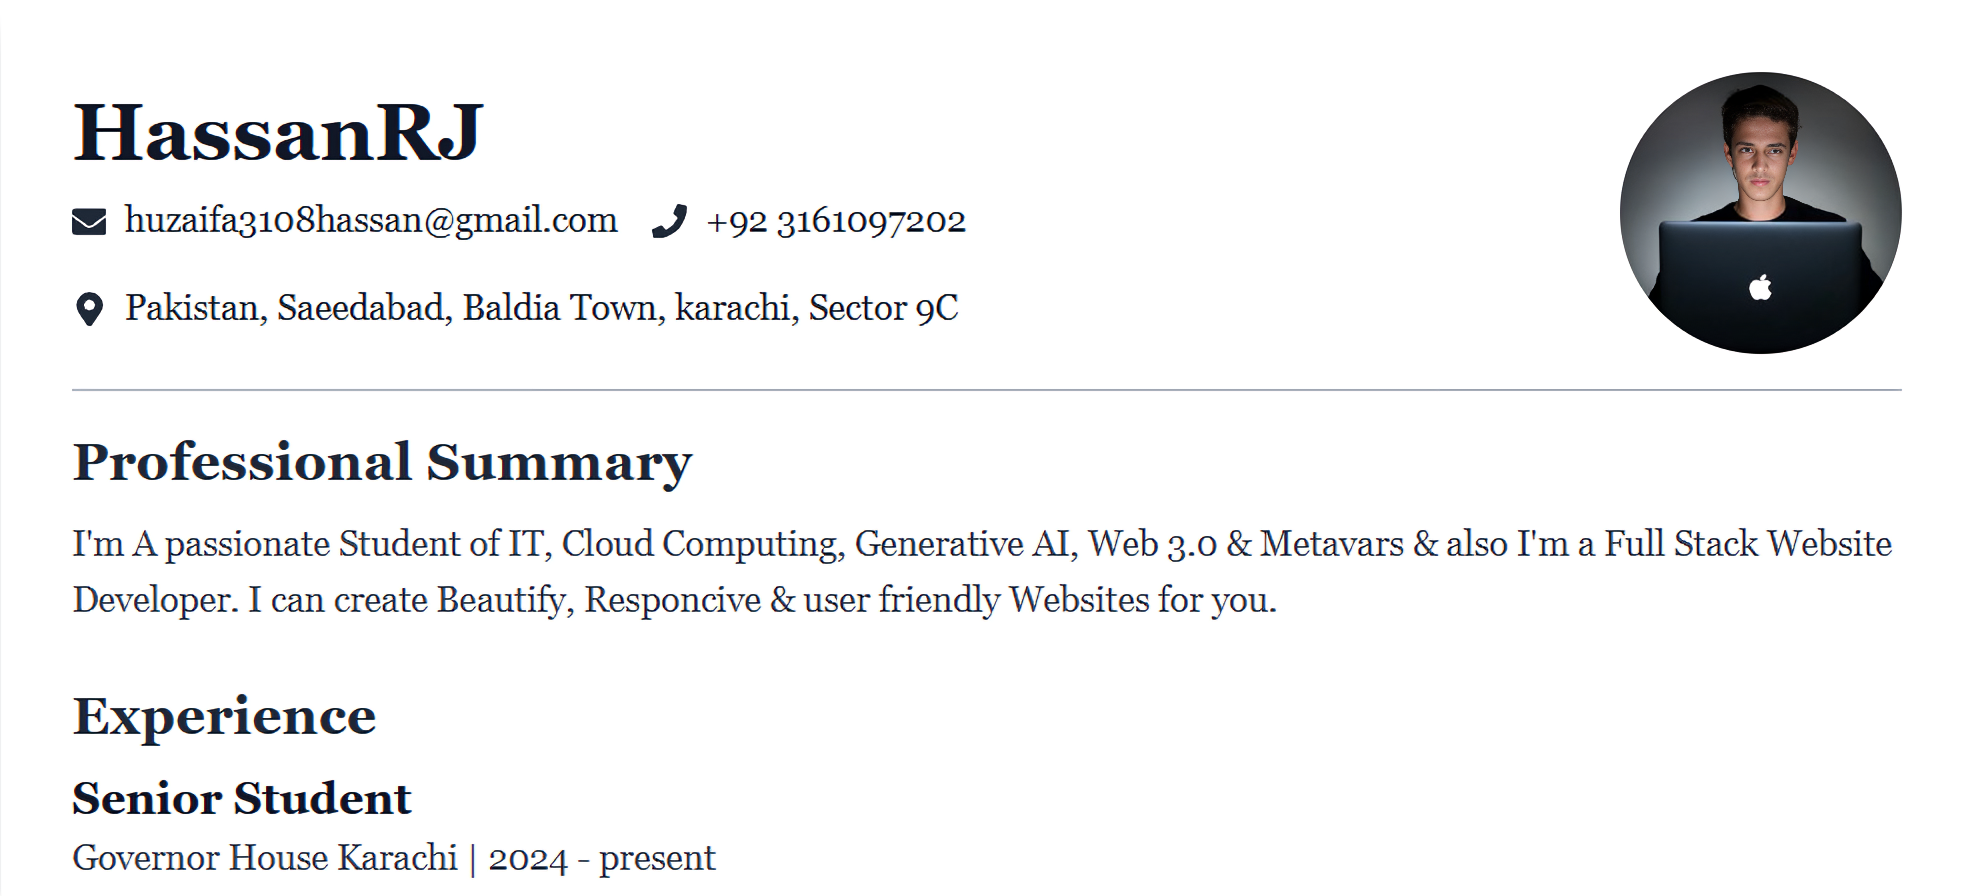 HassanRJ
huzaifa3108hassan@gmail.com +92 3161097202
Pakistan, Saeedabad, Baldia Town, karachi, Sector 9C
Professional Summary
I'm A passionate Student of IT, Cloud Computing, Generative AI, Web 3.0 & Metavars & also I'm a Full Stack Website
Developer. I can create Beautify, Responcive & user friendly Websites for you.
Experience
Senior Student
Governor House Karachi | 2024 - present